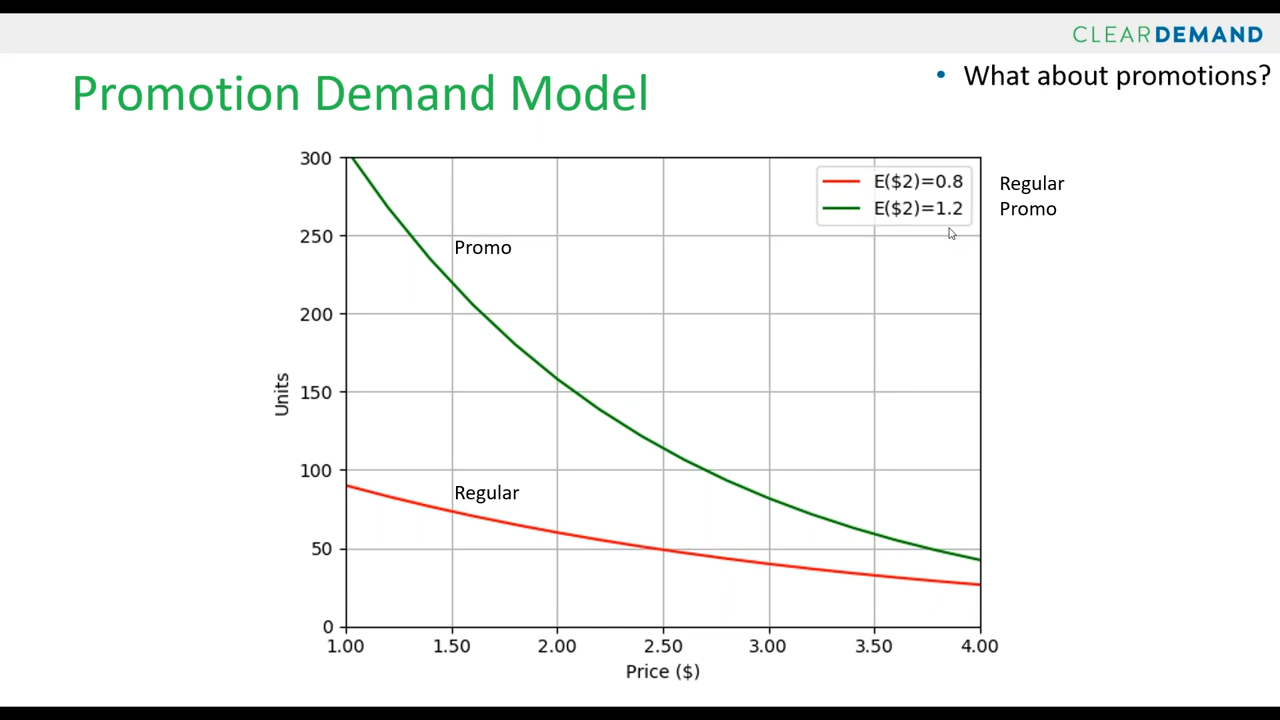 CLEARDEMAND
Promotion Demand Model
• What about promotions?
300
250
200
150
100
50
0
Units
E($2)=0.8
E($2)=1.2
Regular
Promo
Promo
Regular
1.00 1.50 2.00 2.50 3.00 3.50 4.00
Price ($)